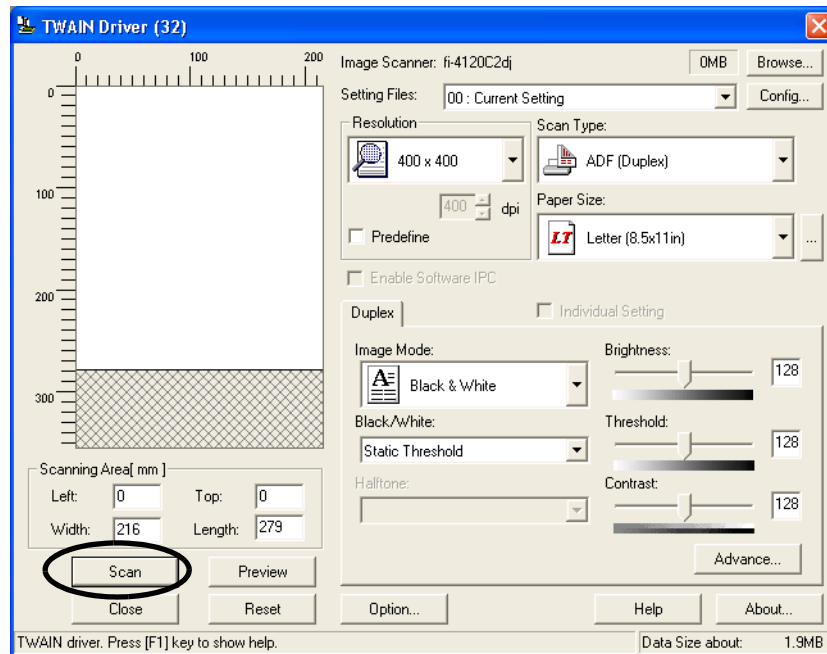 TWAIN Driver (32)
0 100 200
0
100
200
300
Image Scanner: fi-4120C2dj 0MB Browse...
Setting Files: 00 : Current Setting Config...
Resolution Scan Type:
400 x 400 ADF (Duplex)
400 dpi Paper Size:
Predefine LT Letter (8.5x11in) ...
Enable Software IPC
Duplex Individual Setting
Image Mode: Brightness:
A Black & White 128
Black/White: Threshold:
Static Threshold 128
Halftone: Contrast:
128
Scanning Area[ mm ]
Left: 0 Top: 0
Width: 216 Length: 279
Advance...
Scan Preview
Close Reset Option... Help About...
TWAIN driver. Press [F1] key to show help. Data Size about: 1.9MB